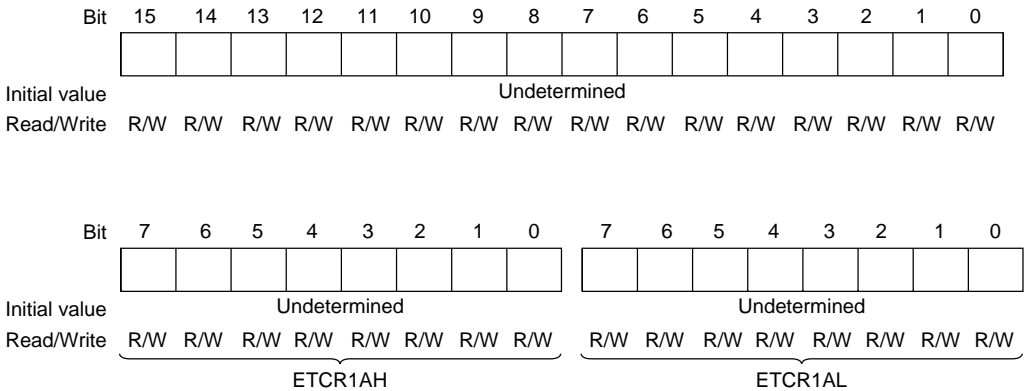 Bit 15 14 13 12 11 10 9 8 7 6 5 4 3 2 1 0
Initial value Undetermined
Read/Write R/W R/W R/W R/W R/W R/W R/W R/W R/W R/W R/W R/W R/W R/W R/W R/W
Bit 7 6 5 4 3 2 1 0 7 6 5 4 3 2 1 0
Initial value Undetermined Undetermined
Read/Write R/W R/W R/W R/W R/W R/W R/W R/W R/W R/W R/W R/W R/W R/W R/W R/W
ETCR1AH ETCR1AL